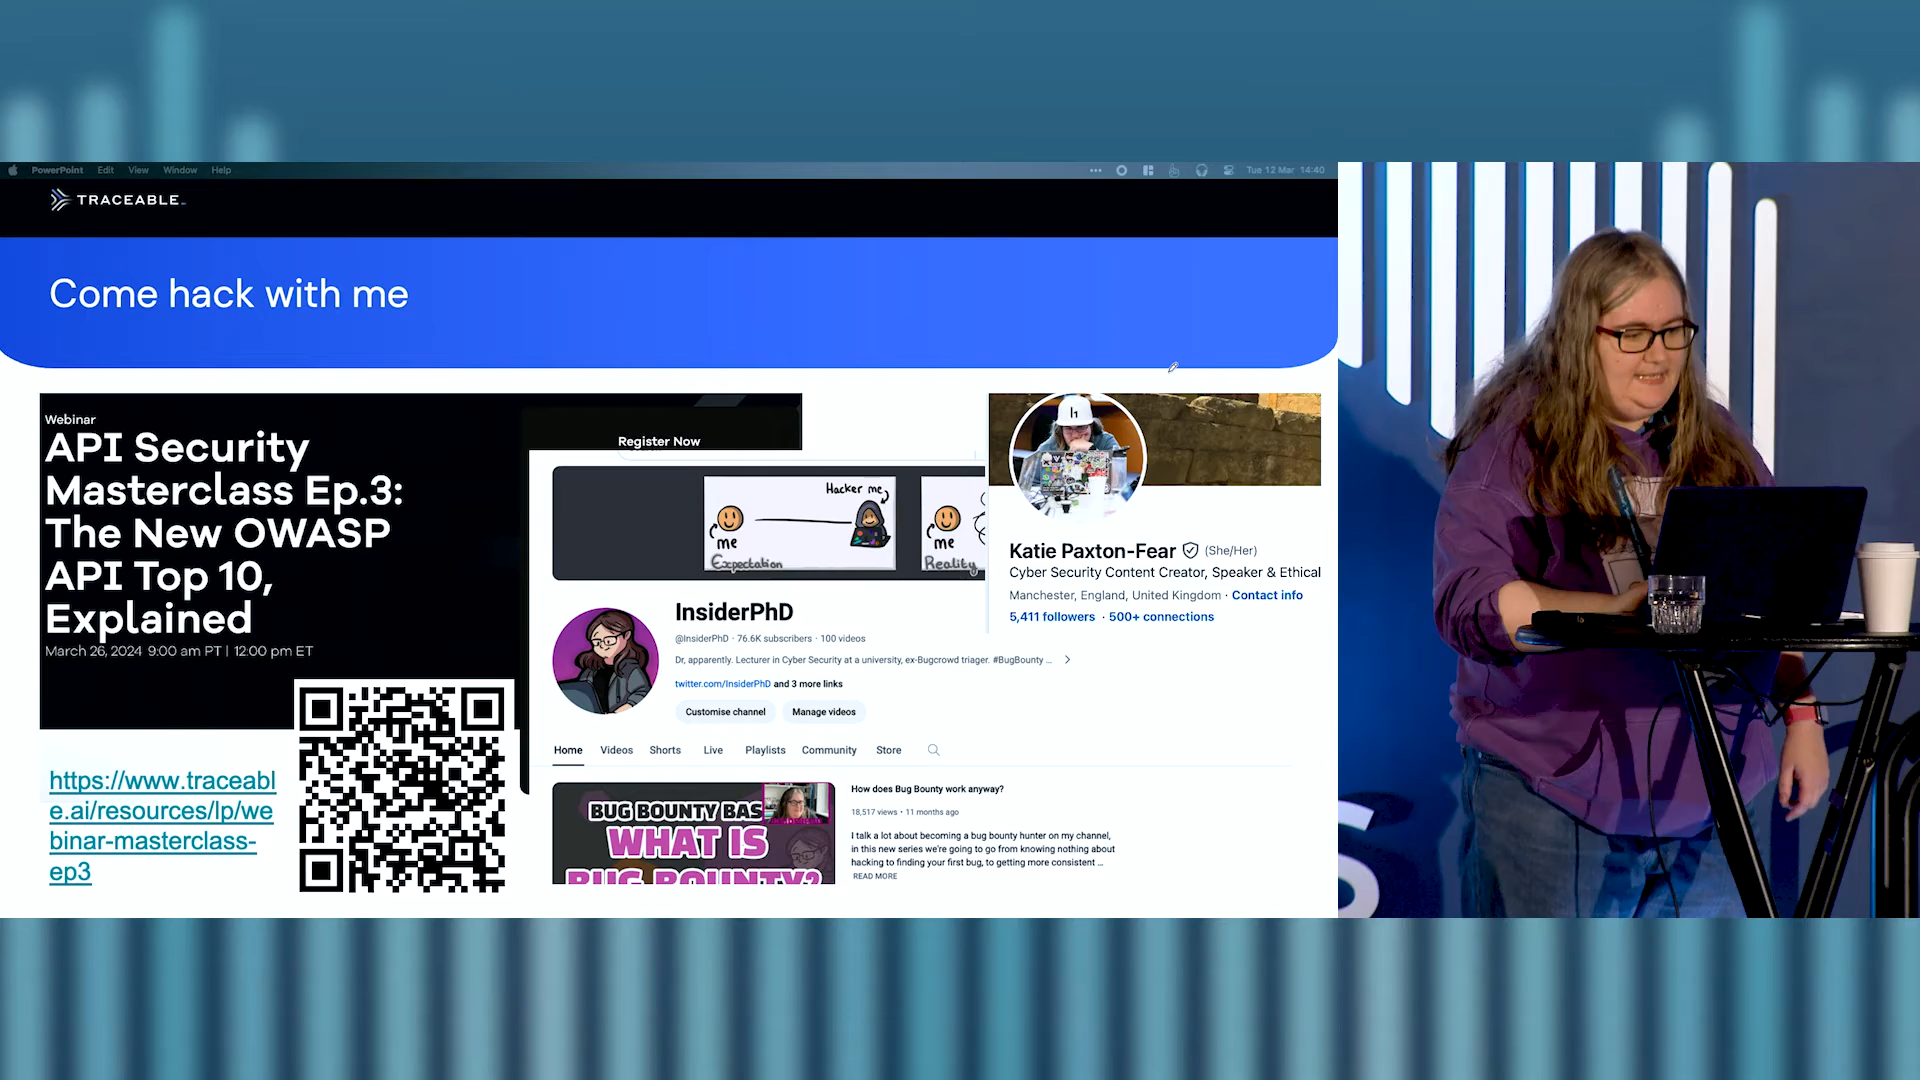 PowerPoint Edit View Window Help
Tue 12 Mar 14:40
TRACEABLE
Come hack with me
Webinar
API Security
Masterclass Ep.3:
The New OWASP
API Top 10,
Explained
March 26, 2024 9:00 am PT | 12:00 pm ET
Register Now
https://www.traceabl
e.ai/resources/lp/we
binar-masterclass-
ep3
Hacker me
me
Expectation
me
Reality
InsiderPhD
@InsiderPhD · 76.6K subscribers · 100 videos
Dr, apparently. Lecturer in Cyber Security at a university, ex-Bugcrowd triager. #BugBounty ...
twitter.com/InsiderPhD and 3 more links
Customise channel
Manage videos
Home Videos Shorts Live Playlists Community Store
BUG BOUNTY BAS
WHAT IS
BUG BOUNTY?
How does Bug Bounty work anyway?
18,517 views • 11 months ago
I talk a lot about becoming a bug bounty hunter on my channel,
in this new series we're going to go from knowing nothing about
hacking to finding your first bug, to getting more consistent ...
READ MORE
Katie Paxton-Fear (She/Her)
Cyber Security Content Creator, Speaker & Ethical
Manchester, England, United Kingdom · Contact info
5,411 followers · 500+ connections